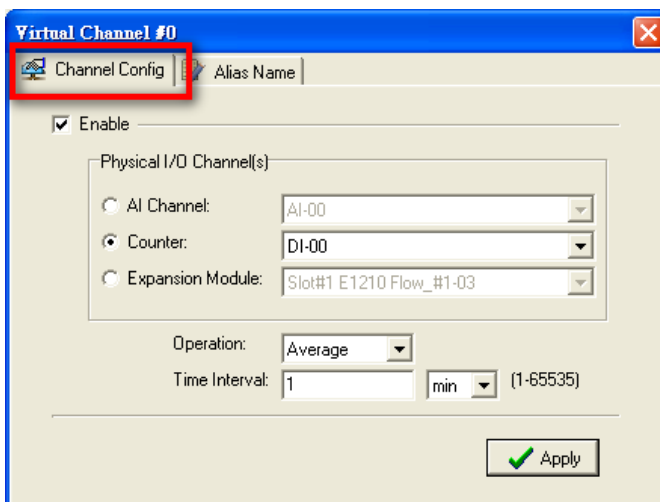 Virtual Channel #0
Channel Config
Alias Name
Enable
Physical I/O Channel(s)
AI Channel: AI-00
Counter: DI-00
Expansion Module: Slot#1 E1210 Flow_#1-03
Operation: Average
Time Interval: 1 min (1-65535)
Apply